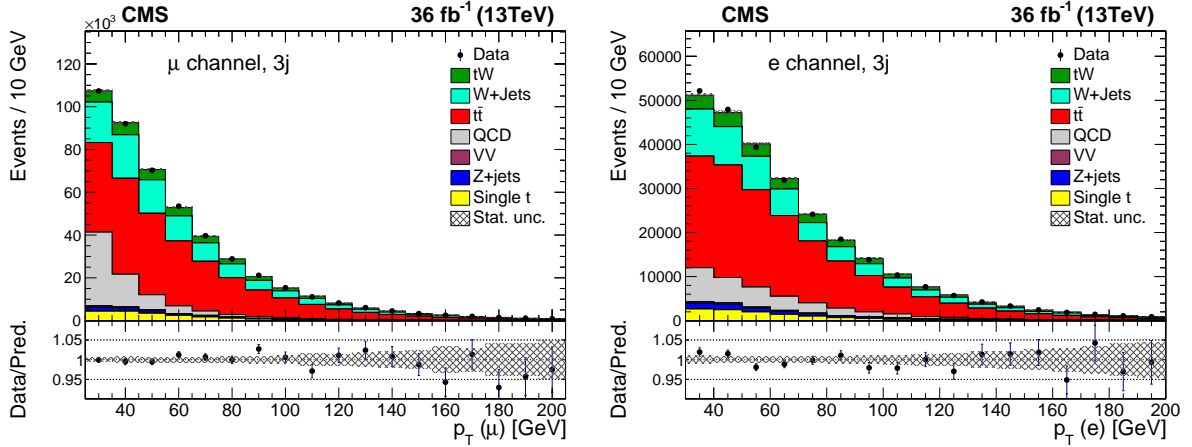 ×10³ CMS 36 fb⁻¹ (13TeV)
μ channel, 3j
Events / 10 GeV
120
100
80
60
40
20
0
Data
tW
W+Jets
tt̄
QCD
VV
Z+jets
Single t
Stat. unc.
Data/Pred.
1.05
1
0.95
40 60 80 100 120 140 160 180 200
p_T (μ) [GeV]
CMS 36 fb⁻¹ (13TeV)
e channel, 3j
Events / 10 GeV
60000
50000
40000
30000
20000
10000
0
Data
tW
W+Jets
tt̄
QCD
VV
Z+jets
Single t
Stat. unc.
Data/Pred.
1.05
1
0.95
40 60 80 100 120 140 160 180 200
p_T (e) [GeV]